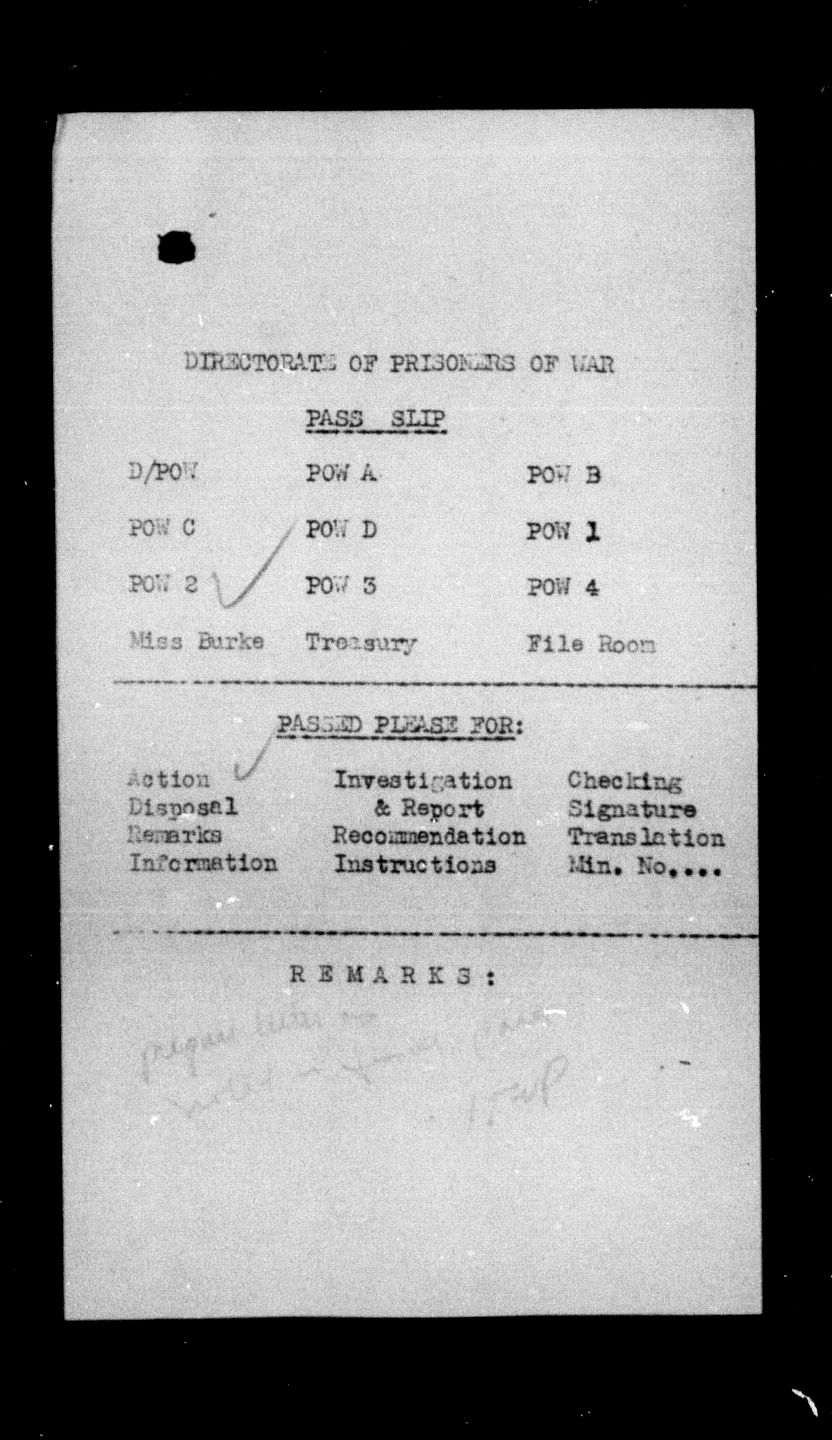 DIRECTORATE OF PRISONERS OF WAR
PASS SLIP
D/POW POW A POW B
POW C POW D POW 1
POW 2 POW 3 POW 4
Miss Burke Treasury File Room
PASSED PLEASE FOR:
Action Investigation Checking
Disposal & Report Signature
Remarks Recommendation Translation
Information Instructions Min. No....
REMARKS:
prepare letter